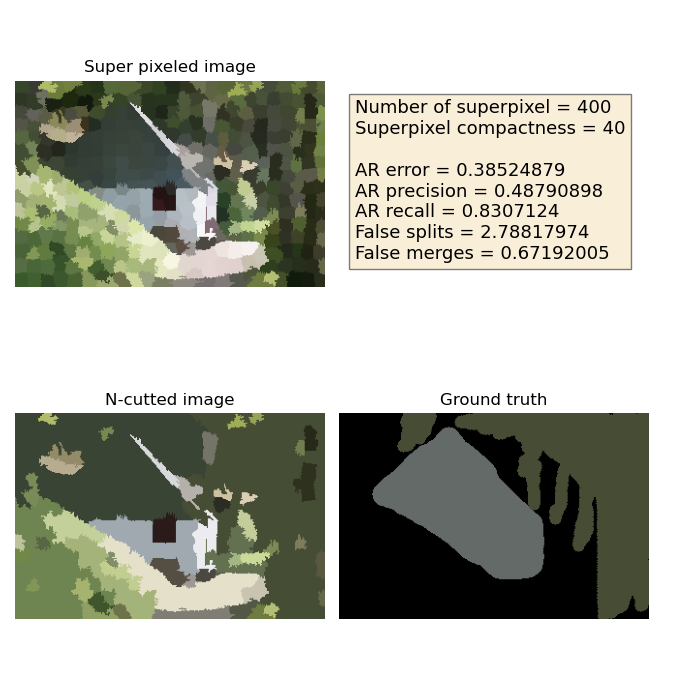 Super pixeled image
Number of superpixel = 400
Superpixel compactness = 40
AR error = 0.38524879
AR precision = 0.48790898
AR recall = 0.8307124
False splits = 2.78817974
False merges = 0.67192005
N-cutted image
Ground truth